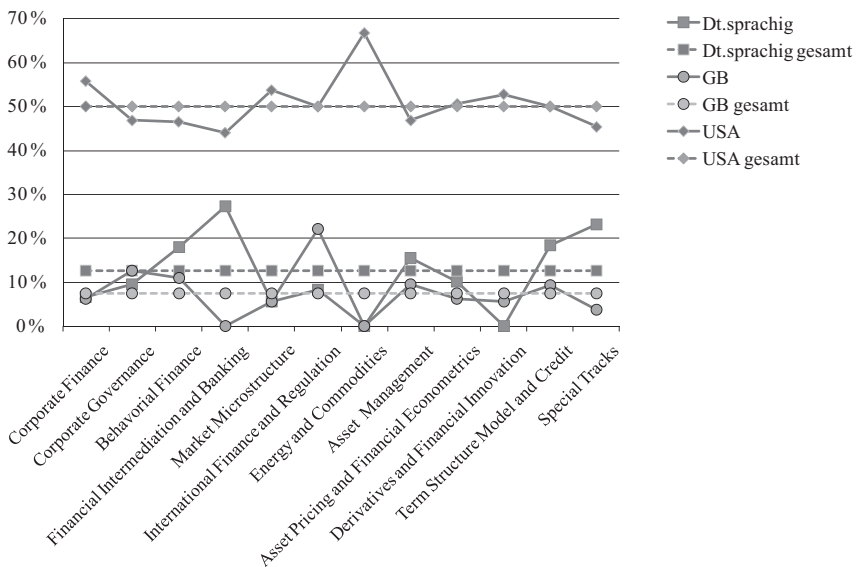 70%
60%
50%
40%
30%
20%
10%
0%
Corporate Finance
Corporate Governance
Behavorial Finance
Financial Intermediation and Banking
Market Microstructure
International Finance and Regulation
Energy and Commodities
Asset Management
Asset Pricing and Financial Econometrics
Derivatives and Financial Innovation
Term Structure Model and Credit
Special Tracks
Dt.sprachig
Dt.sprachig gesamt
GB
GB gesamt
USA
USA gesamt